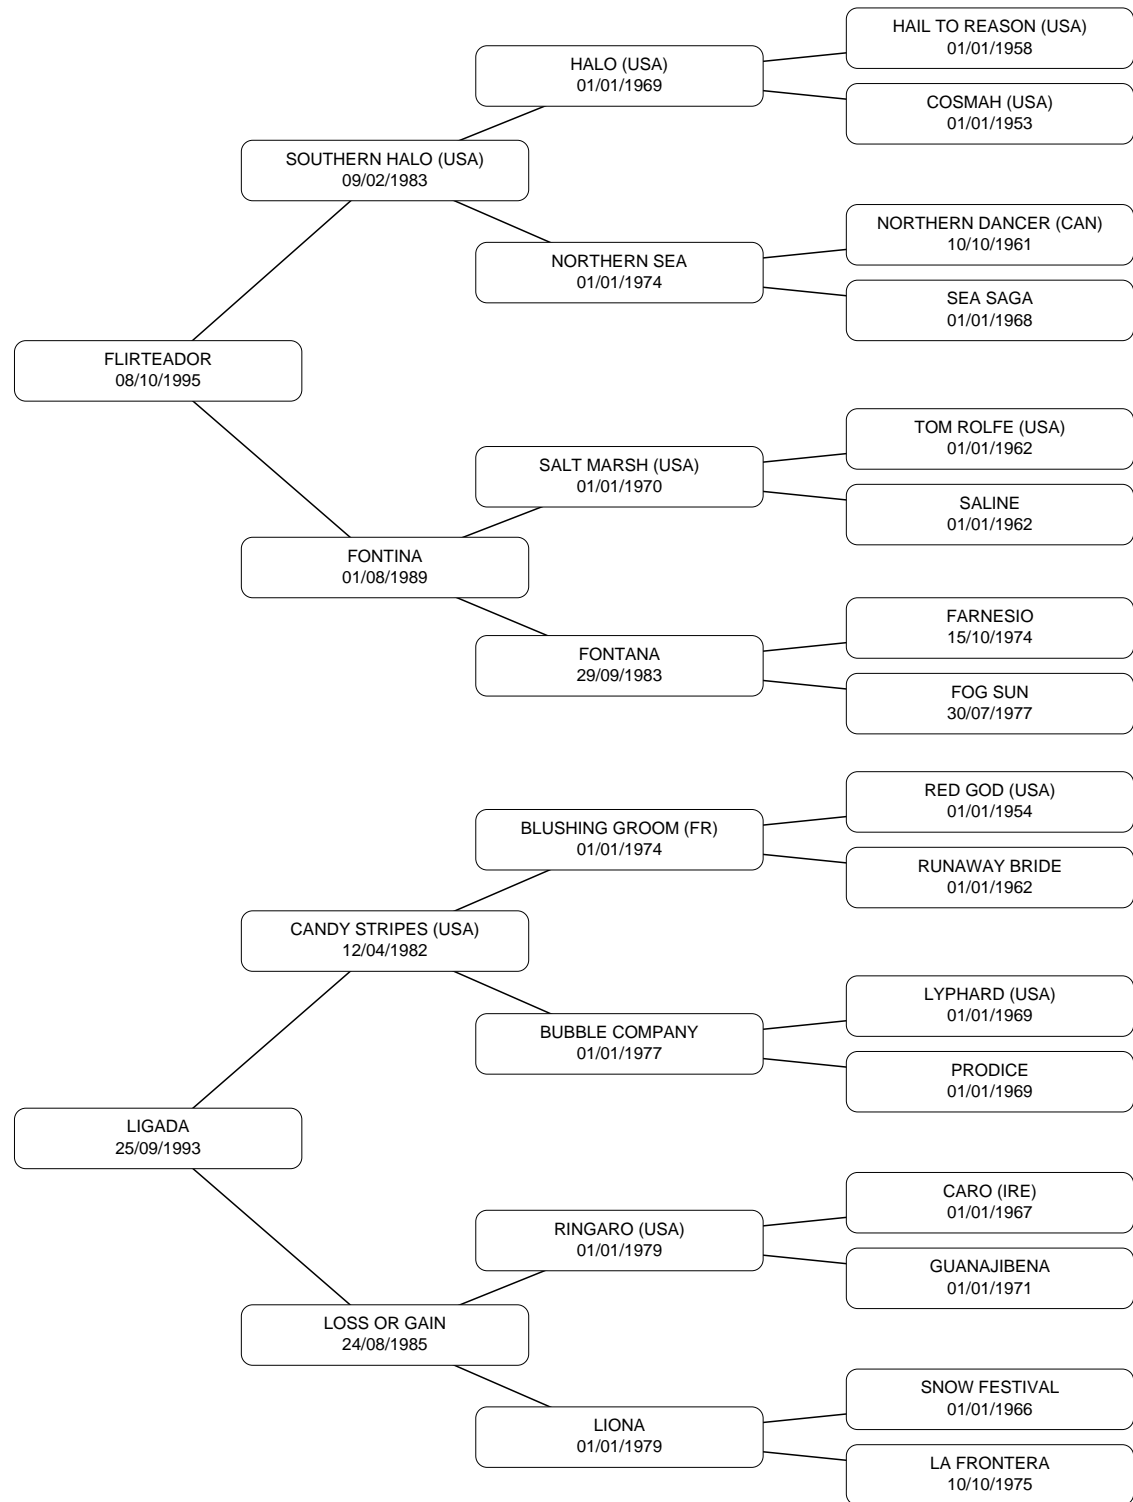 HAIL TO REASON (USA)
01/01/1958
HALO (USA)
01/01/1969
COSMAH (USA)
01/01/1953
SOUTHERN HALO (USA)
09/02/1983
NORTHERN DANCER (CAN)
10/10/1961
NORTHERN SEA
01/01/1974
SEA SAGA
01/01/1968
FLIRTEADOR
08/10/1995
TOM ROLFE (USA)
01/01/1962
SALT MARSH (USA)
01/01/1970
SALINE
01/01/1962
FONTINA
01/08/1989
FARNESIO
15/10/1974
FONTANA
29/09/1983
FOG SUN
30/07/1977
RED GOD (USA)
01/01/1954
BLUSHING GROOM (FR)
01/01/1974
RUNAWAY BRIDE
01/01/1962
CANDY STRIPES (USA)
12/04/1982
LYPHARD (USA)
01/01/1969
BUBBLE COMPANY
01/01/1977
PRODICE
01/01/1969
LIGADA
25/09/1993
CARO (IRE)
01/01/1967
RINGARO (USA)
01/01/1979
GUANAJIBENA
01/01/1971
LOSS OR GAIN
24/08/1985
SNOW FESTIVAL
01/01/1966
LIONA
01/01/1979
LA FRONTERA
10/10/1975